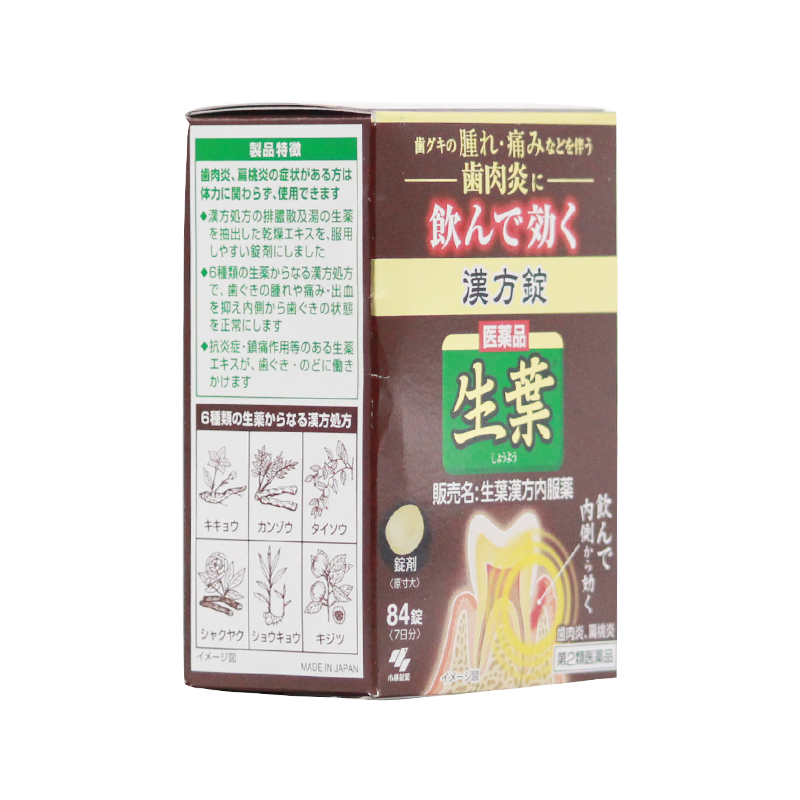 製品特徴
歯肉炎、扁桃炎の症状がある方は
体力に関わらず、使用できます
◆漢方処方の排膿散及湯の生薬
を抽出した乾燥エキスを、服用
しやすい錠剤にしました
◆6種類の生薬からなる漢方処方
で、歯ぐきの腫れや痛み・出血
を抑え内側から歯ぐきの状態
を正常にします
◆抗炎症・鎮痛作用等のある生薬
エキスが、歯ぐき・のどに働き
かけます
6種類の生薬からなる漢方処方
キキョウ カンゾウ タイソウ
シャクヤク ショウキョウ キジツ
イメージ図
MADE IN JAPAN
歯グキの腫れ・痛みなどを伴う
歯肉炎に
飲んで効く
漢方錠
医薬品
生葉
しょうよう
販売名:生葉漢方内服薬
錠剤
(原寸大)
84錠
(7日分)
小林製薬
イメージ図
飲んで
内側から効く
歯肉炎、扁桃炎
第2類医薬品